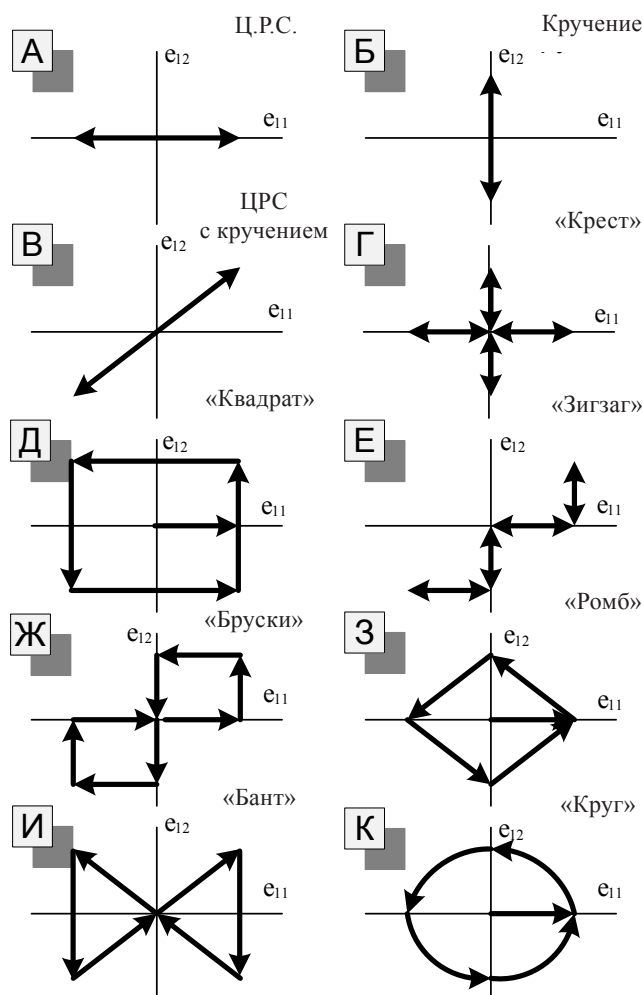 А
Ц.Р.С.
e12
e11
Б
Кручение
e12
e11
В
ЦРС
с кручением
e12
e11
Г
«Крест»
e11
Д
«Квадрат»
e12
e11
Е
«Зигзаг»
e12
e11
Ж
«Бруски»
e12
e11
З
«Ромб»
e12
e11
И
«Бант»
e12
e11
К
«Круг»
e12
e11